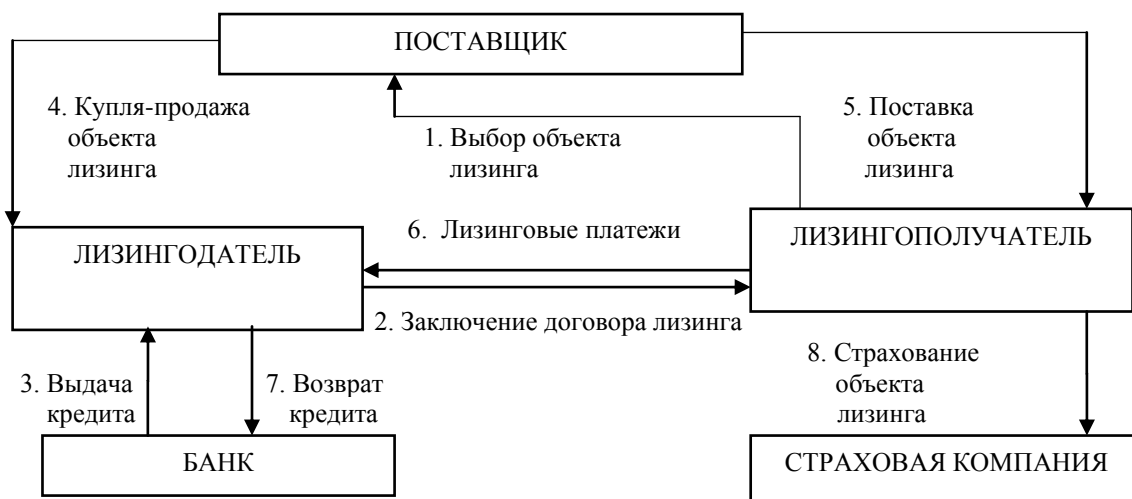 ПОСТАВЩИК
4. Купля-продажа
объекта
лизинга
1. Выбор объекта
лизинга
5. Поставка
объекта
лизинга
ЛИЗИНГОДАТЕЛЬ
6. Лизинговые платежи
ЛИЗИНГОПОЛУЧАТЕЛЬ
2. Заключение договора лизинга
3. Выдача
кредита
7. Возврат
кредита
8. Страхование
объекта
лизинга
БАНК
СТРАХОВАЯ КОМПАНИЯ